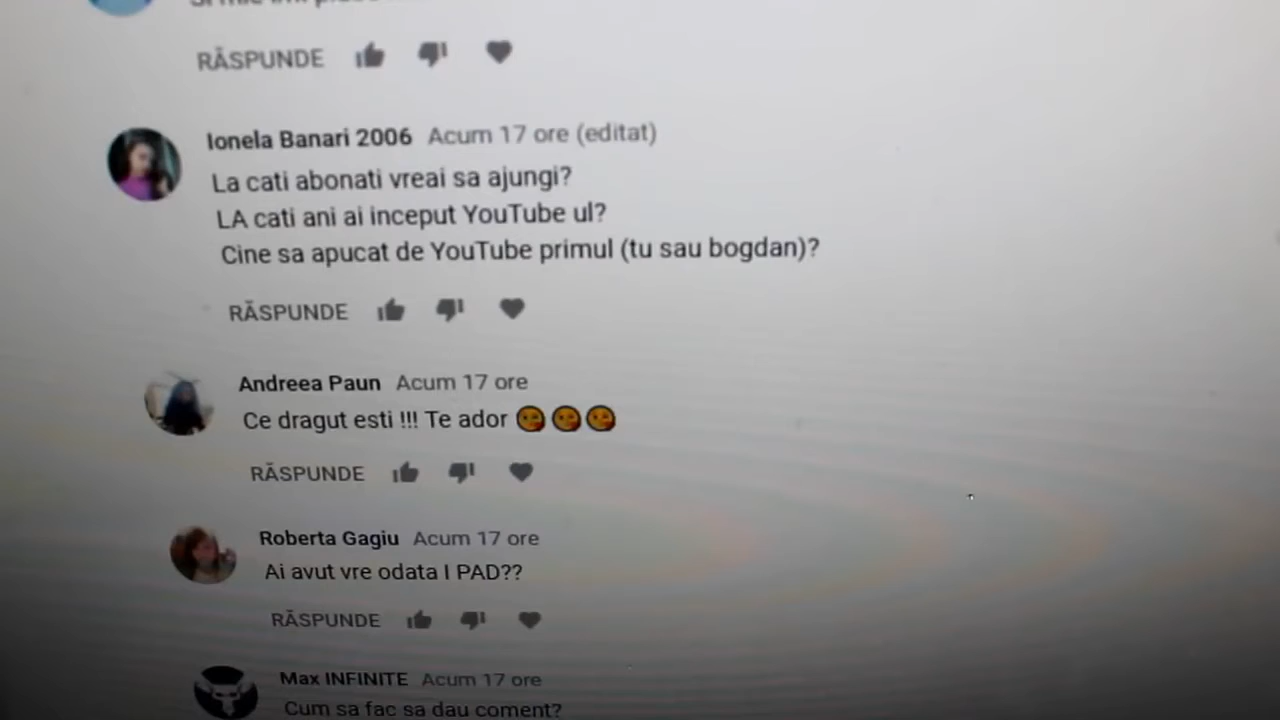 RĂSPUNDE
Ionela Banari 2006 Acum 17 ore (editat)
La cati abonati vreai sa ajungi?
LA cati ani ai inceput YouTube ul?
Cine sa apucat de YouTube primul (tu sau bogdan)?
RĂSPUNDE
Andreea Paun Acum 17 ore
Ce dragut esti !!! Te ador 😘😘😘
RĂSPUNDE
Roberta Gagiu Acum 17 ore
Ai avut vre odata I PAD??
RĂSPUNDE
Max INFINITE Acum 17 ore
Cum sa fac sa dau coment?